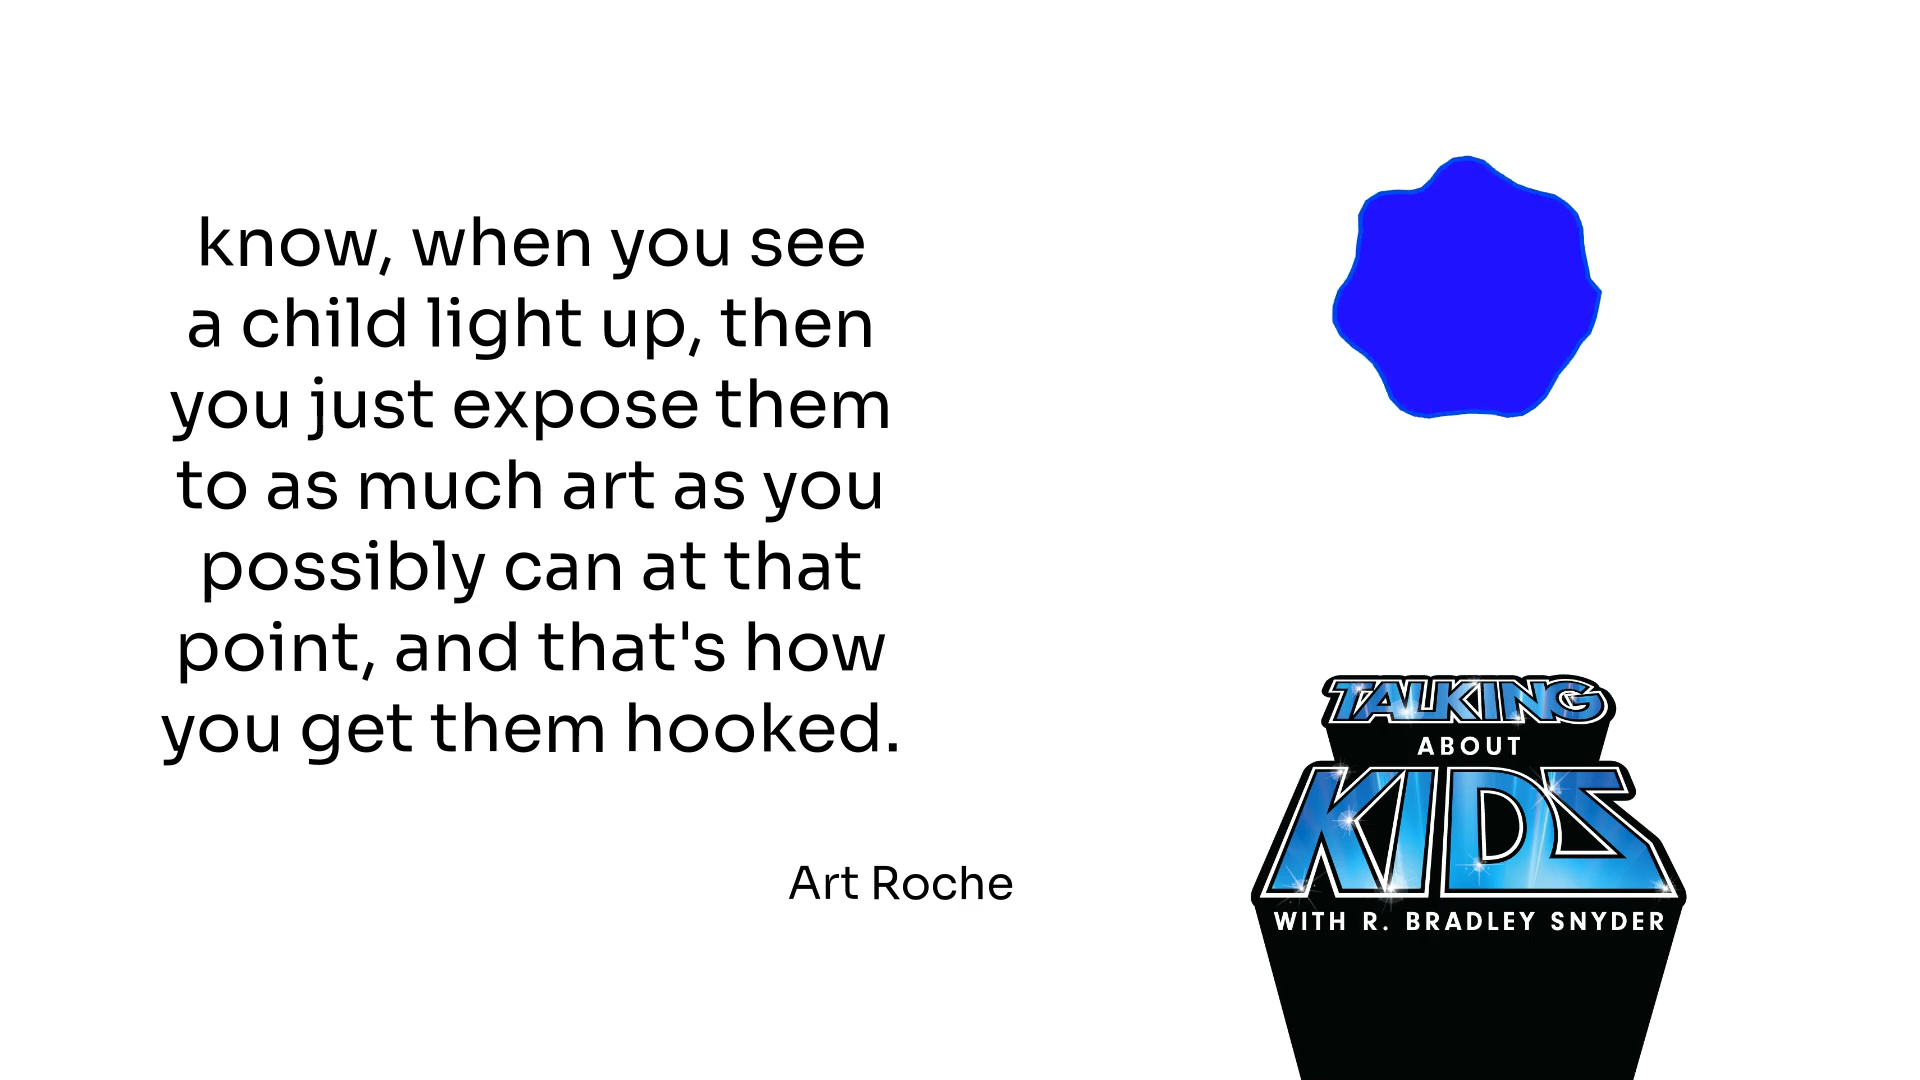 know, when you see
a child light up, then
you just expose them
to as much art as you
possibly can at that
point, and that's how
you get them hooked.
Art Roche
TALKING
ABOUT
KIDS
WITH R. BRADLEY SNYDER